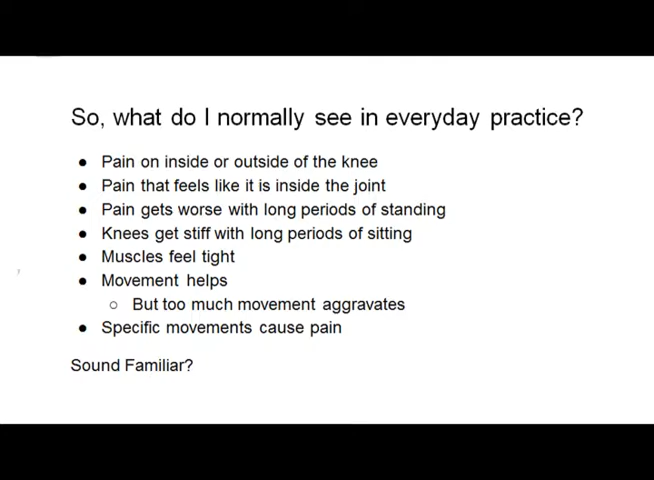 So, what do I normally see in everyday practice?
● Pain on inside or outside of the knee
● Pain that feels like it is inside the joint
● Pain gets worse with long periods of standing
● Knees get stiff with long periods of sitting
● Muscles feel tight
● Movement helps
○ But too much movement aggravates
● Specific movements cause pain
Sound Familiar?